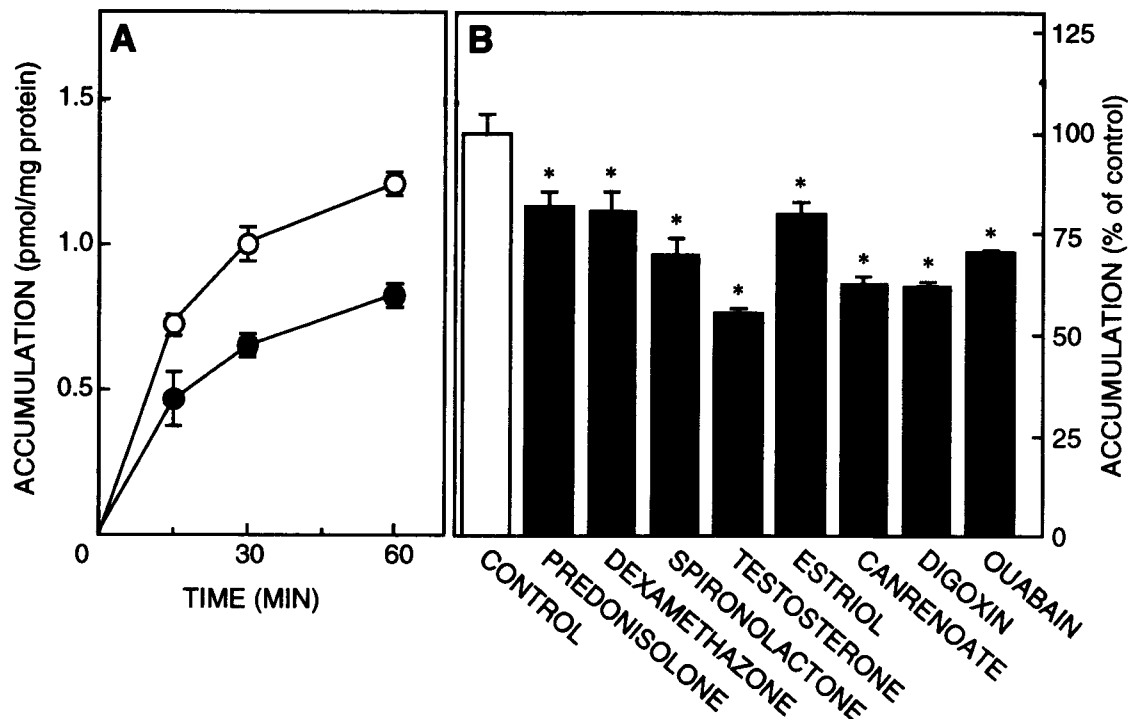 A
B
ACCUMULATION (pmol/mg protein)
1.5
1.0
0.5
0
30
60
TIME (MIN)
* * * * * * * *
125
100
75
50
25
0
ACCUMULATION (% of control)
CONTROL
PREDONISOLONE
DEXAMETHAZONE
SPIRONOLACTONE
TESTOSTERONE
ESTRIOL
CANRENOATE
DIGOXIN
OUABAIN